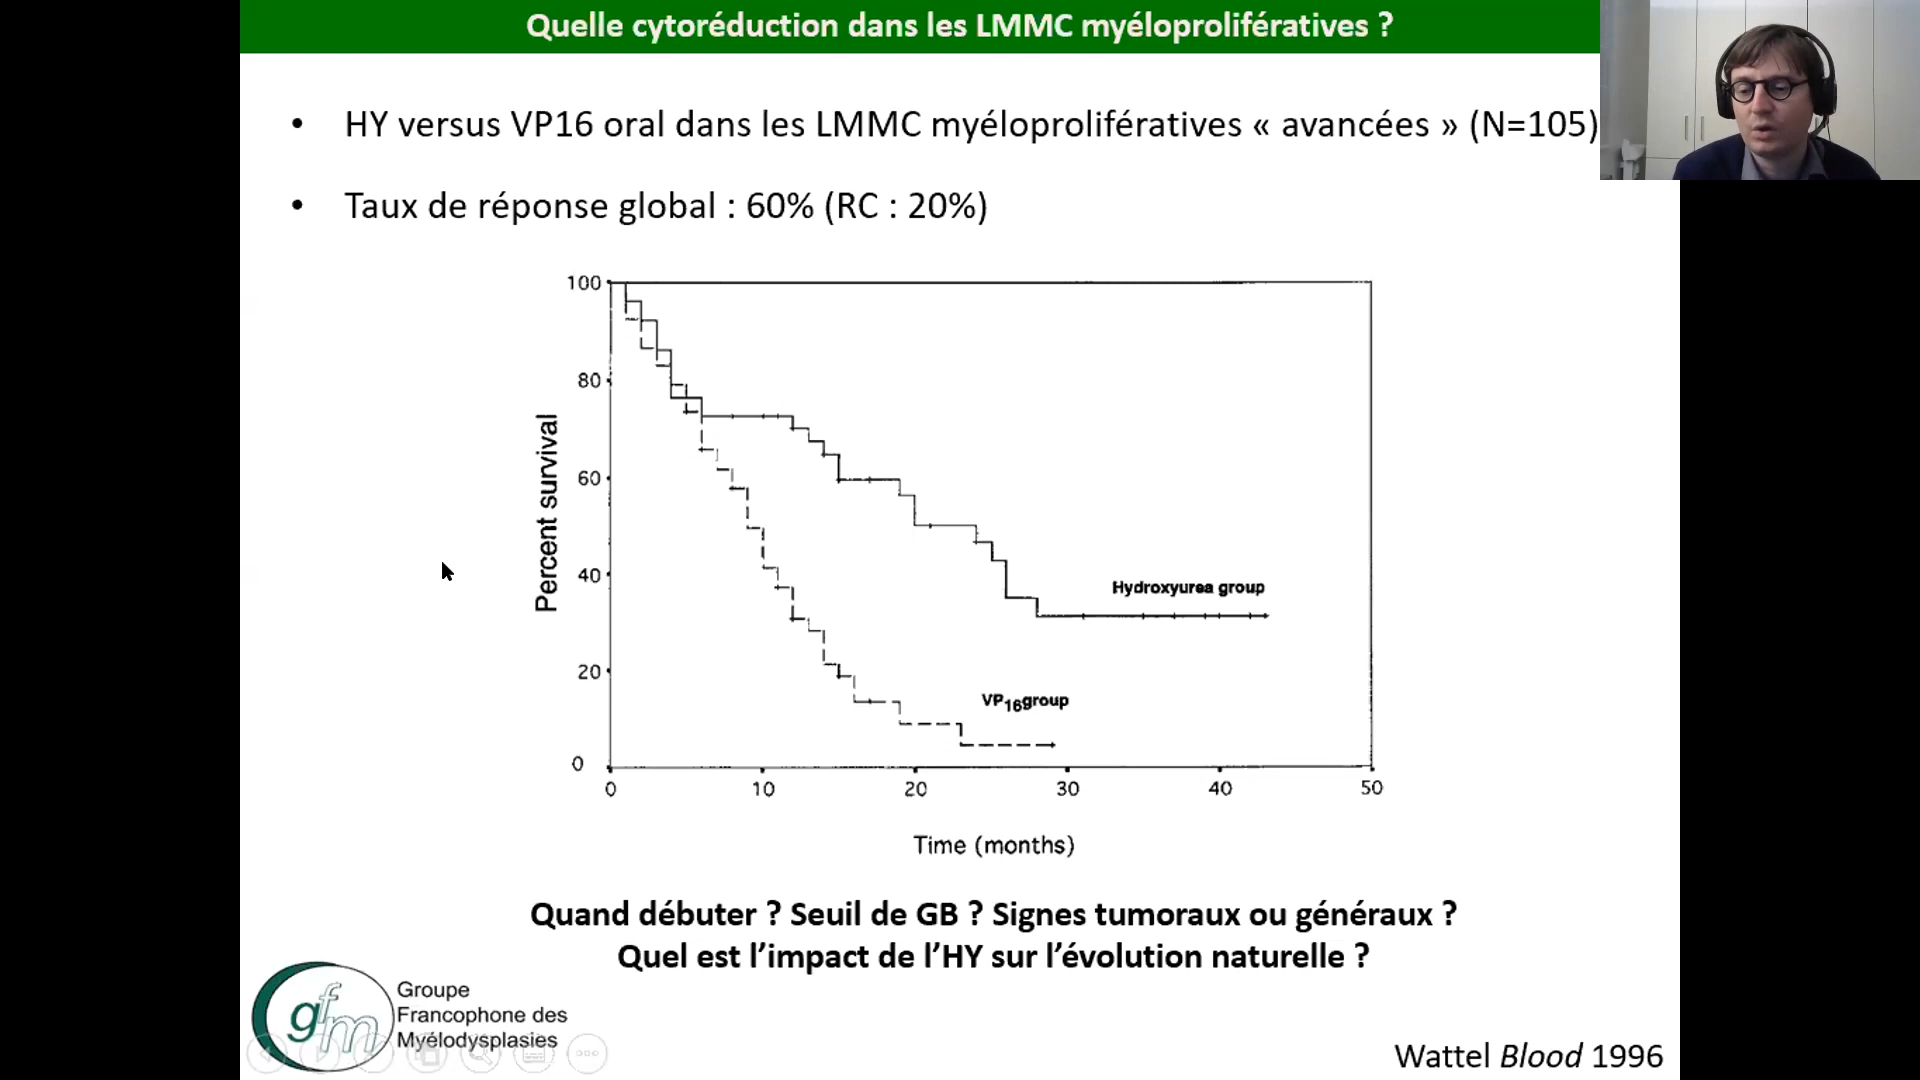 Quelle cytoréduction dans les LMMC myéloprolifératives ?
• HY versus VP16 oral dans les LMMC myéloprolifératives « avancées » (N=105)
• Taux de réponse global : 60% (RC : 20%)
100
80
60
40
20
0
Percent survival
Hydroxyurea group
VP16group
0 10 20 30 40 50
Time (months)
Quand débuter ? Seuil de GB ? Signes tumoraux ou généraux ?
Quel est l’impact de l’HY sur l’évolution naturelle ?
gfm
Groupe
Francophone des
Myélodysplasies
Wattel Blood 1996